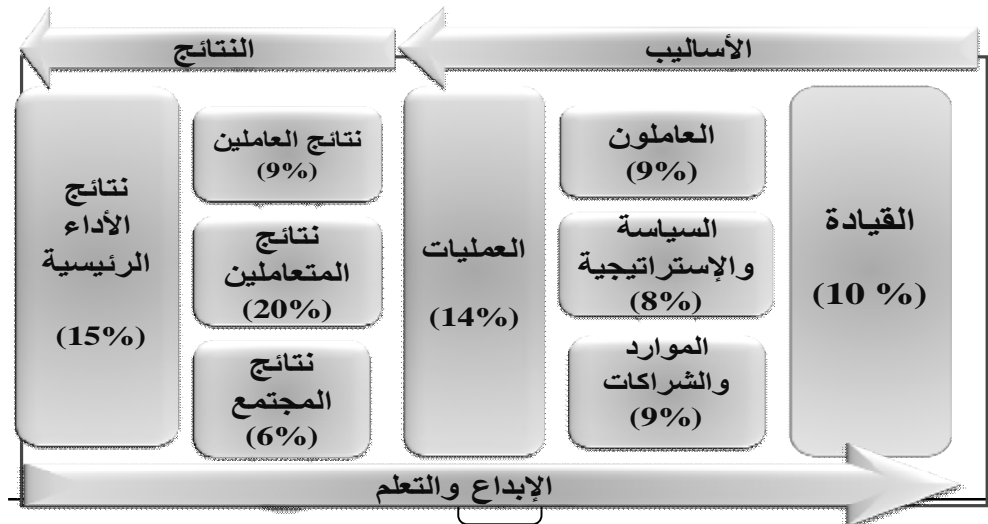 الأساليب
النتائج
القيادة
(10 %)
العاملون
(9%)
السياسة
والإستراتيجية
(8%)
الموارد
والشراكات
(9%)
العمليات
(14%)
نتائج العاملين
(9%)
نتائج
المتعاملين
(20%)
نتائج
المجتمع
(6%)
نتائج
الأداء
الرئيسية
(15%)
الإبداع والتعلم